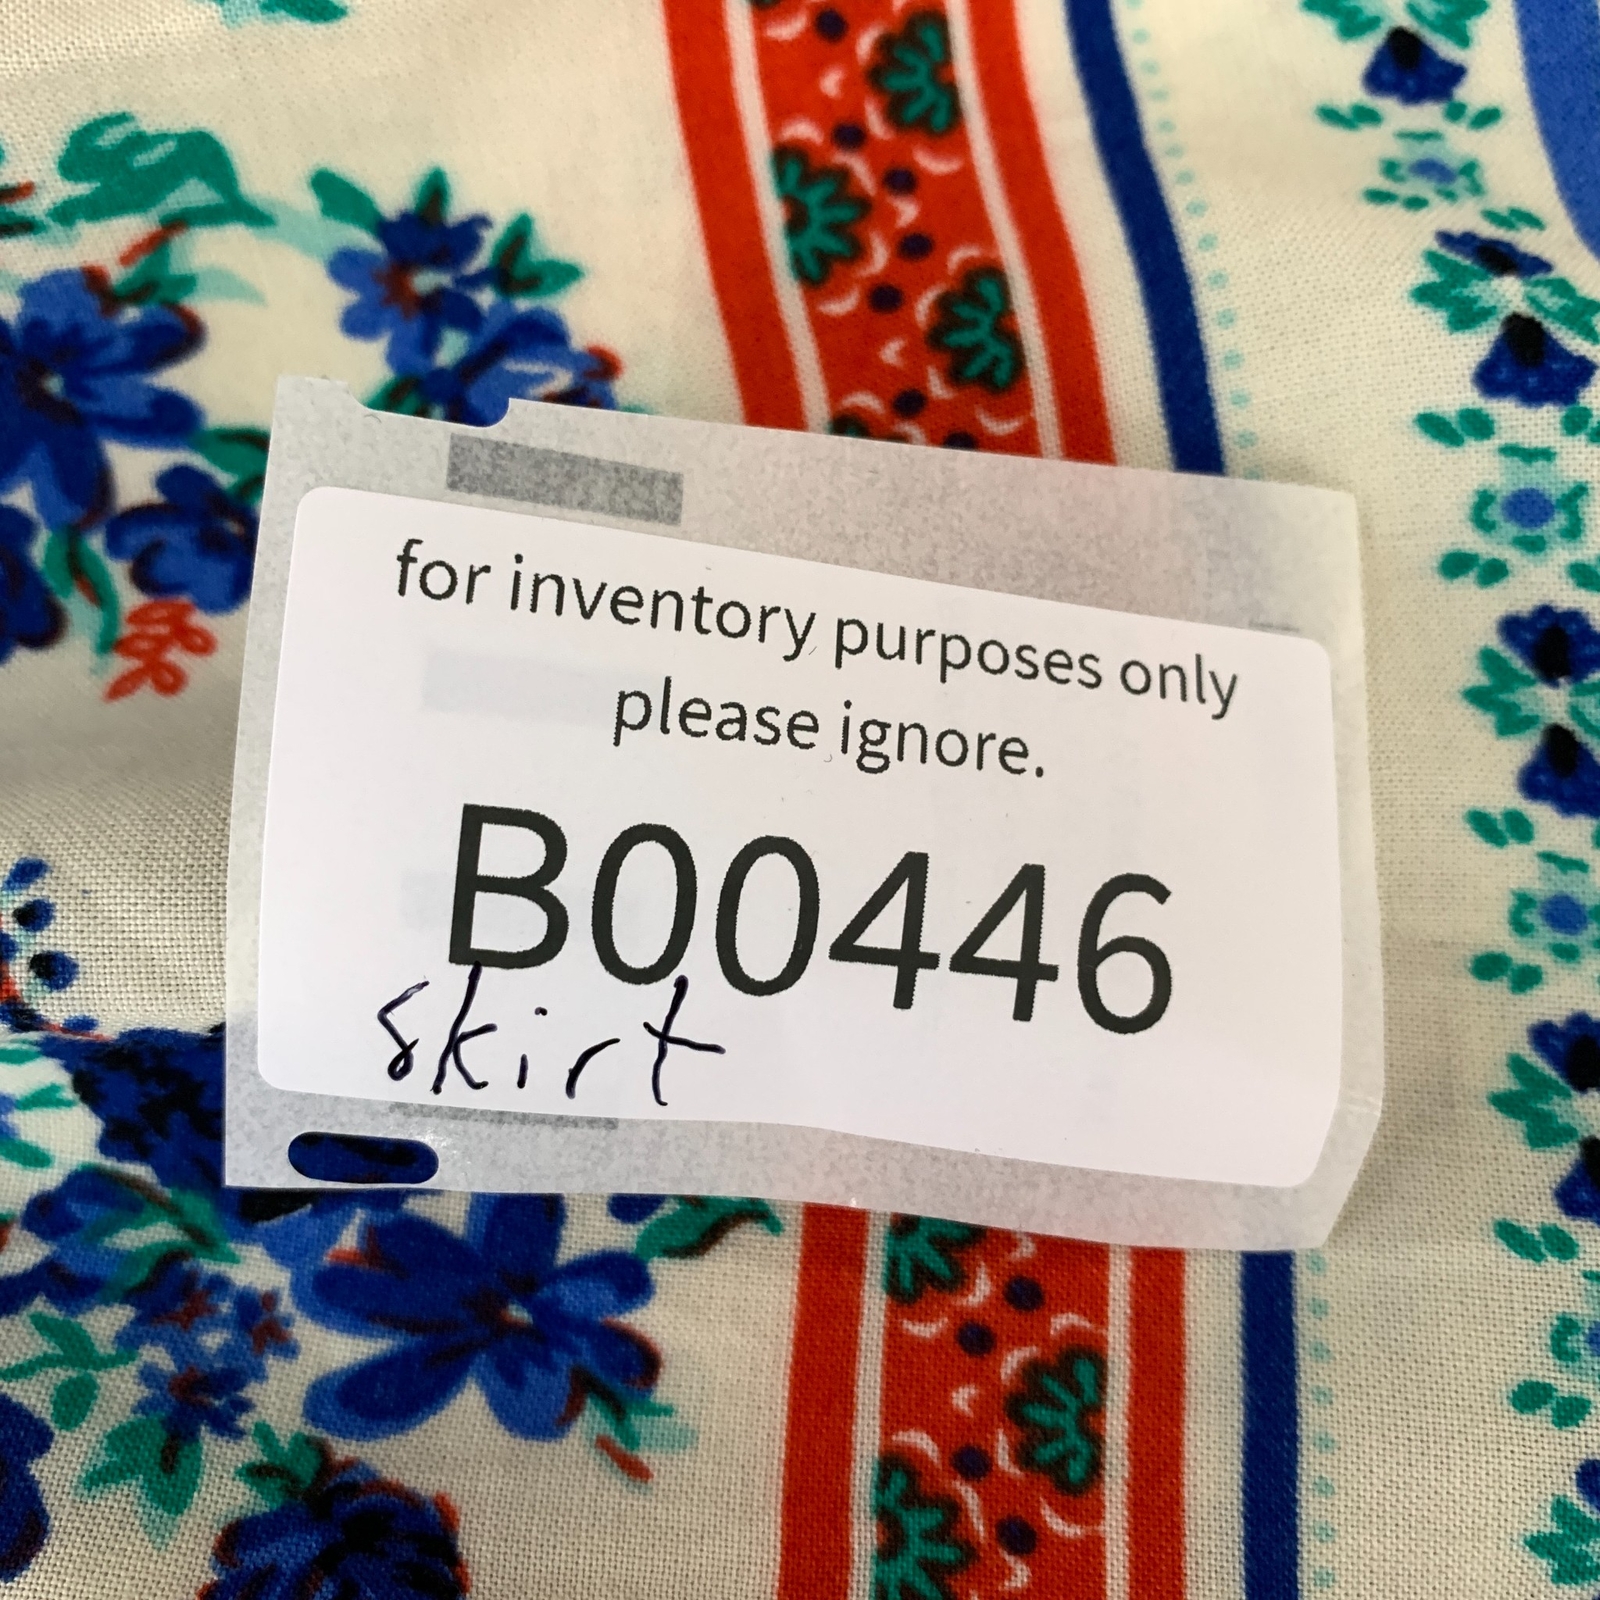 for inventory purposes only
please ignore.
B00446
skirt